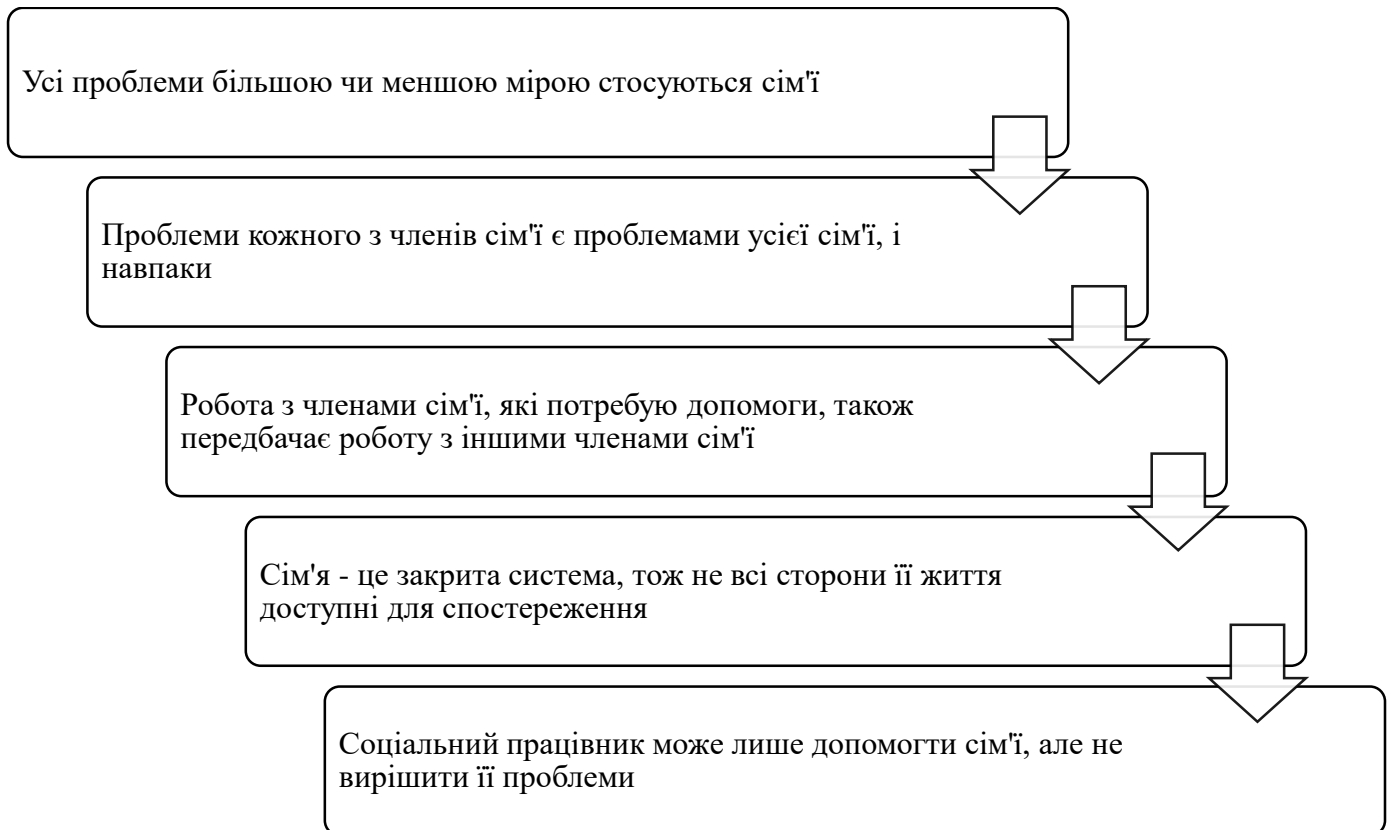 Усі проблеми більшою чи меншою мірою стосуються сім'ї
Проблеми кожного з членів сім'ї є проблемами усієї сім'ї, і
навпаки
Робота з членами сім'ї, які потребую допомоги, також
передбачає роботу з іншими членами сім'ї
Сім'я - це закрита система, тож не всі сторони її життя
доступні для спостереження
Соціальний працівник може лише допомогти сім'ї, але не
вирішити її проблеми